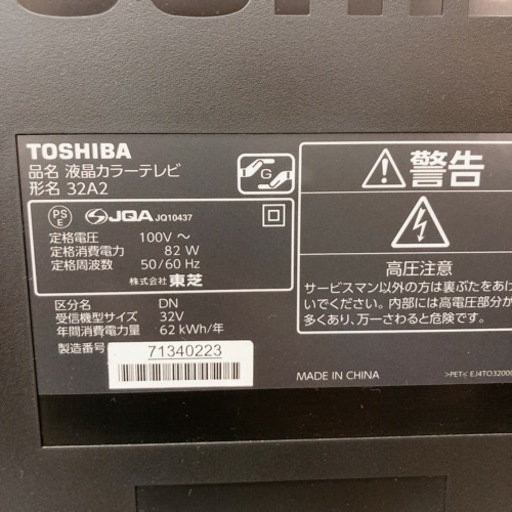 TOSHIBA
品名 液晶カラーテレビ
形名 32A2
G
PS
E
JQA JQ10437
定格電圧 100V ～
定格消費電力 82 W
定格周波数 50/60 Hz
株式会社 東芝
区分名 DN
受信機型サイズ 32V
年間消費電力量 62 kWh/年
製造番号
71340223
警告
高圧注意
サービスマン以外の方は裏ぶたをあけ
いでください。内部には高電圧部分が
多くあり、万一さわると危険です。
MADE IN CHINA
>PET< EJ4TO3200